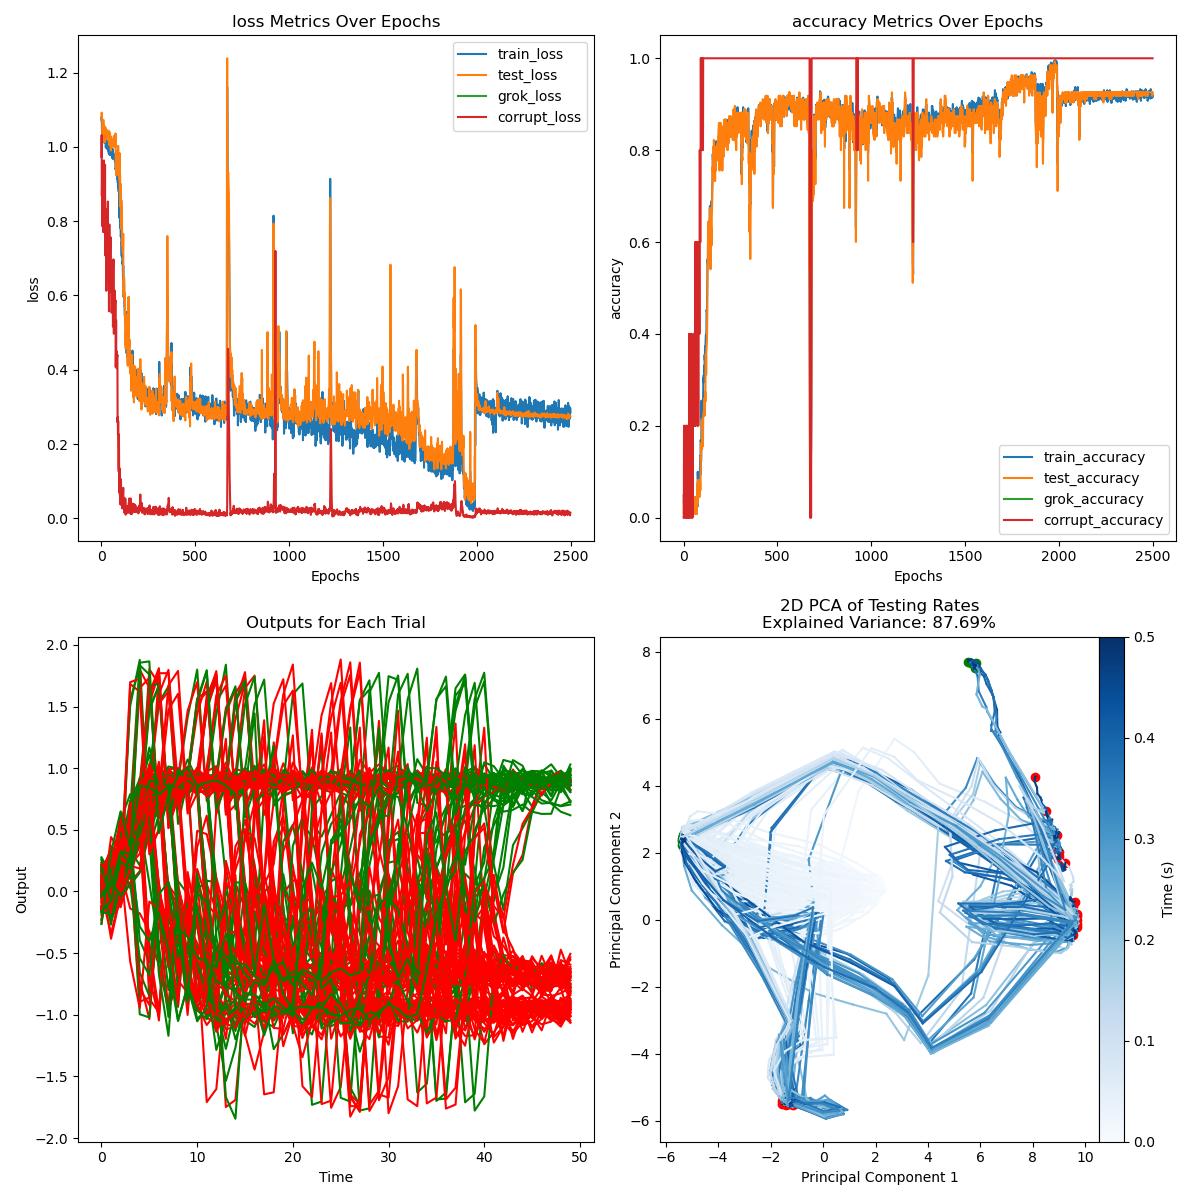 loss Metrics Over Epochs
1.2
1.0
0.8
0.6
0.4
0.2
0.0
loss
0 500 1000 1500 2000 2500
Epochs
train_loss
test_loss
grok_loss
corrupt_loss
accuracy Metrics Over Epochs
1.0
0.8
0.6
0.4
0.2
0.0
accuracy
0 500 1000 1500 2000 2500
Epochs
train_accuracy
test_accuracy
grok_accuracy
corrupt_accuracy
Outputs for Each Trial
2.0
1.5
1.0
0.5
0.0
−0.5
−1.0
−1.5
−2.0
Output
0 10 20 30 40 50
Time
2D PCA of Testing Rates
Explained Variance: 87.69%
8
6
4
2
0
−2
−4
−6
Principal Component 2
−6 −4 −2 0 2 4 6 8 10
Principal Component 1
0.5
0.4
0.3
0.2
0.1
0.0
Time (s)